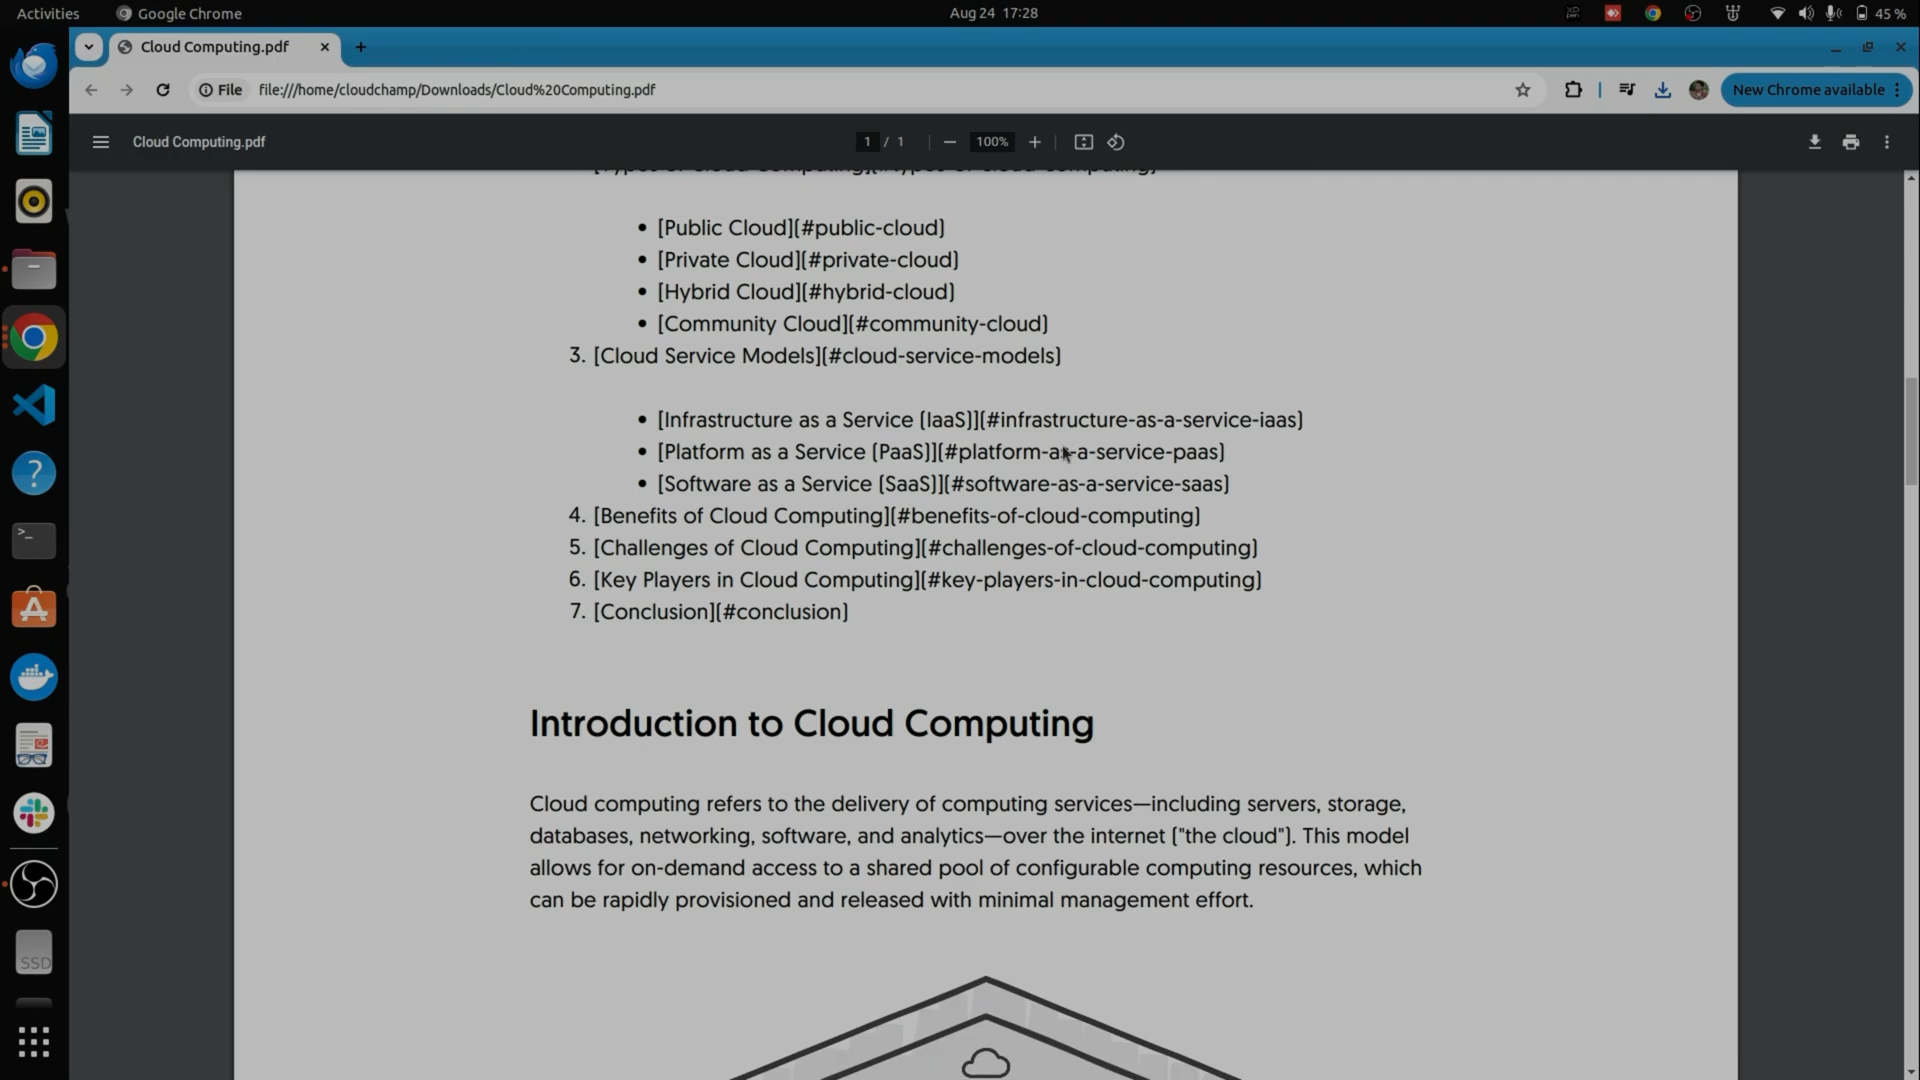 Activities
Google Chrome
Aug 24 17:28
45 %
Cloud Computing.pdf
File
file:///home/cloudchamp/Downloads/Cloud%20Computing.pdf
New Chrome available
Cloud Computing.pdf
1 / 1
100%
[Types of Cloud Computing](#types-of-cloud-computing)
• [Public Cloud](#public-cloud)
• [Private Cloud](#private-cloud)
• [Hybrid Cloud](#hybrid-cloud)
• [Community Cloud](#community-cloud)
3. [Cloud Service Models](#cloud-service-models)
• [Infrastructure as a Service (IaaS)](#infrastructure-as-a-service-iaas)
• [Platform as a Service (PaaS)](#platform-as-a-service-paas)
• [Software as a Service (SaaS)](#software-as-a-service-saas)
4. [Benefits of Cloud Computing](#benefits-of-cloud-computing)
5. [Challenges of Cloud Computing](#challenges-of-cloud-computing)
6. [Key Players in Cloud Computing](#key-players-in-cloud-computing)
7. [Conclusion](#conclusion)
Introduction to Cloud Computing
Cloud computing refers to the delivery of computing services—including servers, storage,
databases, networking, software, and analytics—over the internet ("the cloud"). This model
allows for on-demand access to a shared pool of configurable computing resources, which
can be rapidly provisioned and released with minimal management effort.
SSD